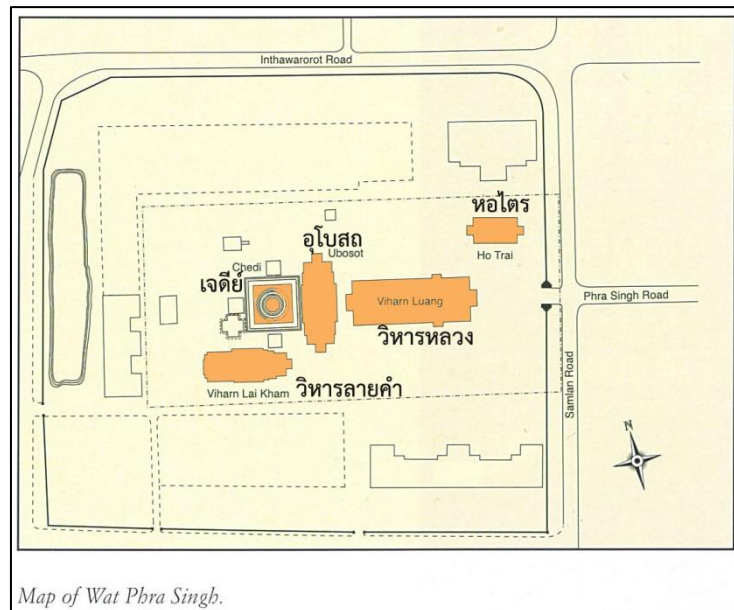 Inthawarorot Road
หอไตร
Ho Trai
อุโบสถ
Ubosot
Chedi
เจดีย์
Viharn Luang
วิหารหลวง
Phra Singh Road
Samlan Road
วิหารลายคำ
Viharn Lai Kham
N
Map of Wat Phra Singh.